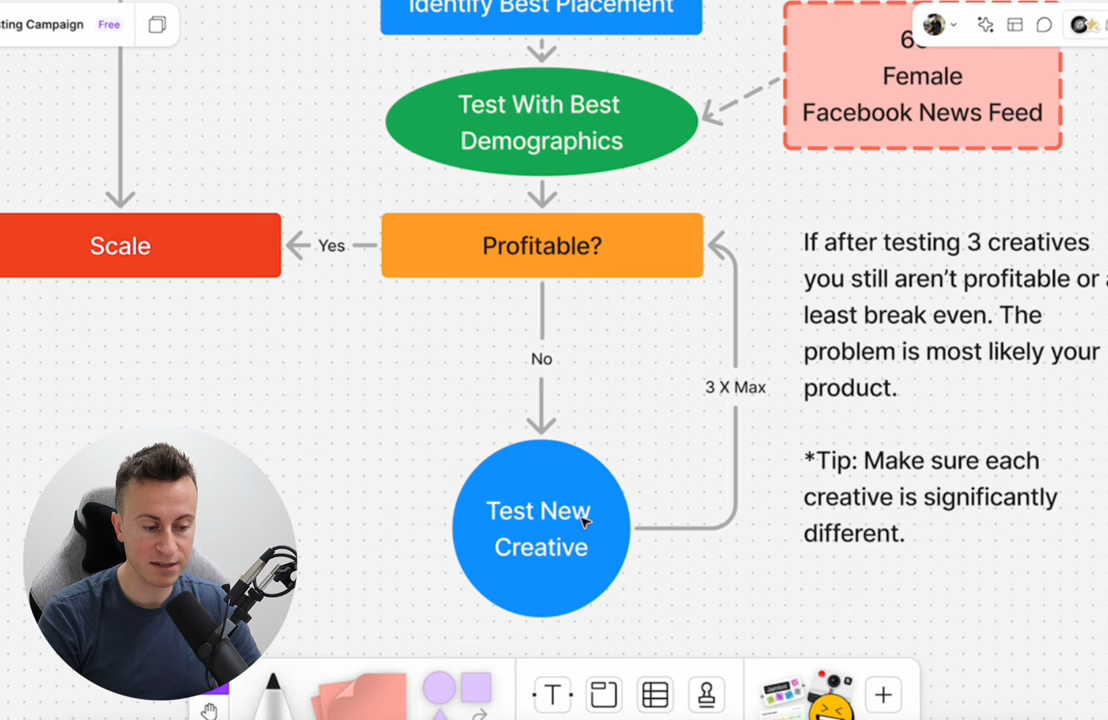 sting Campaign
Free
Identify Best Placement
Test With Best
Demographics
Female
Facebook News Feed
Scale
Yes
Profitable?
If after testing 3 creatives
you still aren't profitable or
least break even. The
problem is most likely your
product.
No
3 X Max
*Tip: Make sure each
creative is significantly
different.
Test New
Creative
T